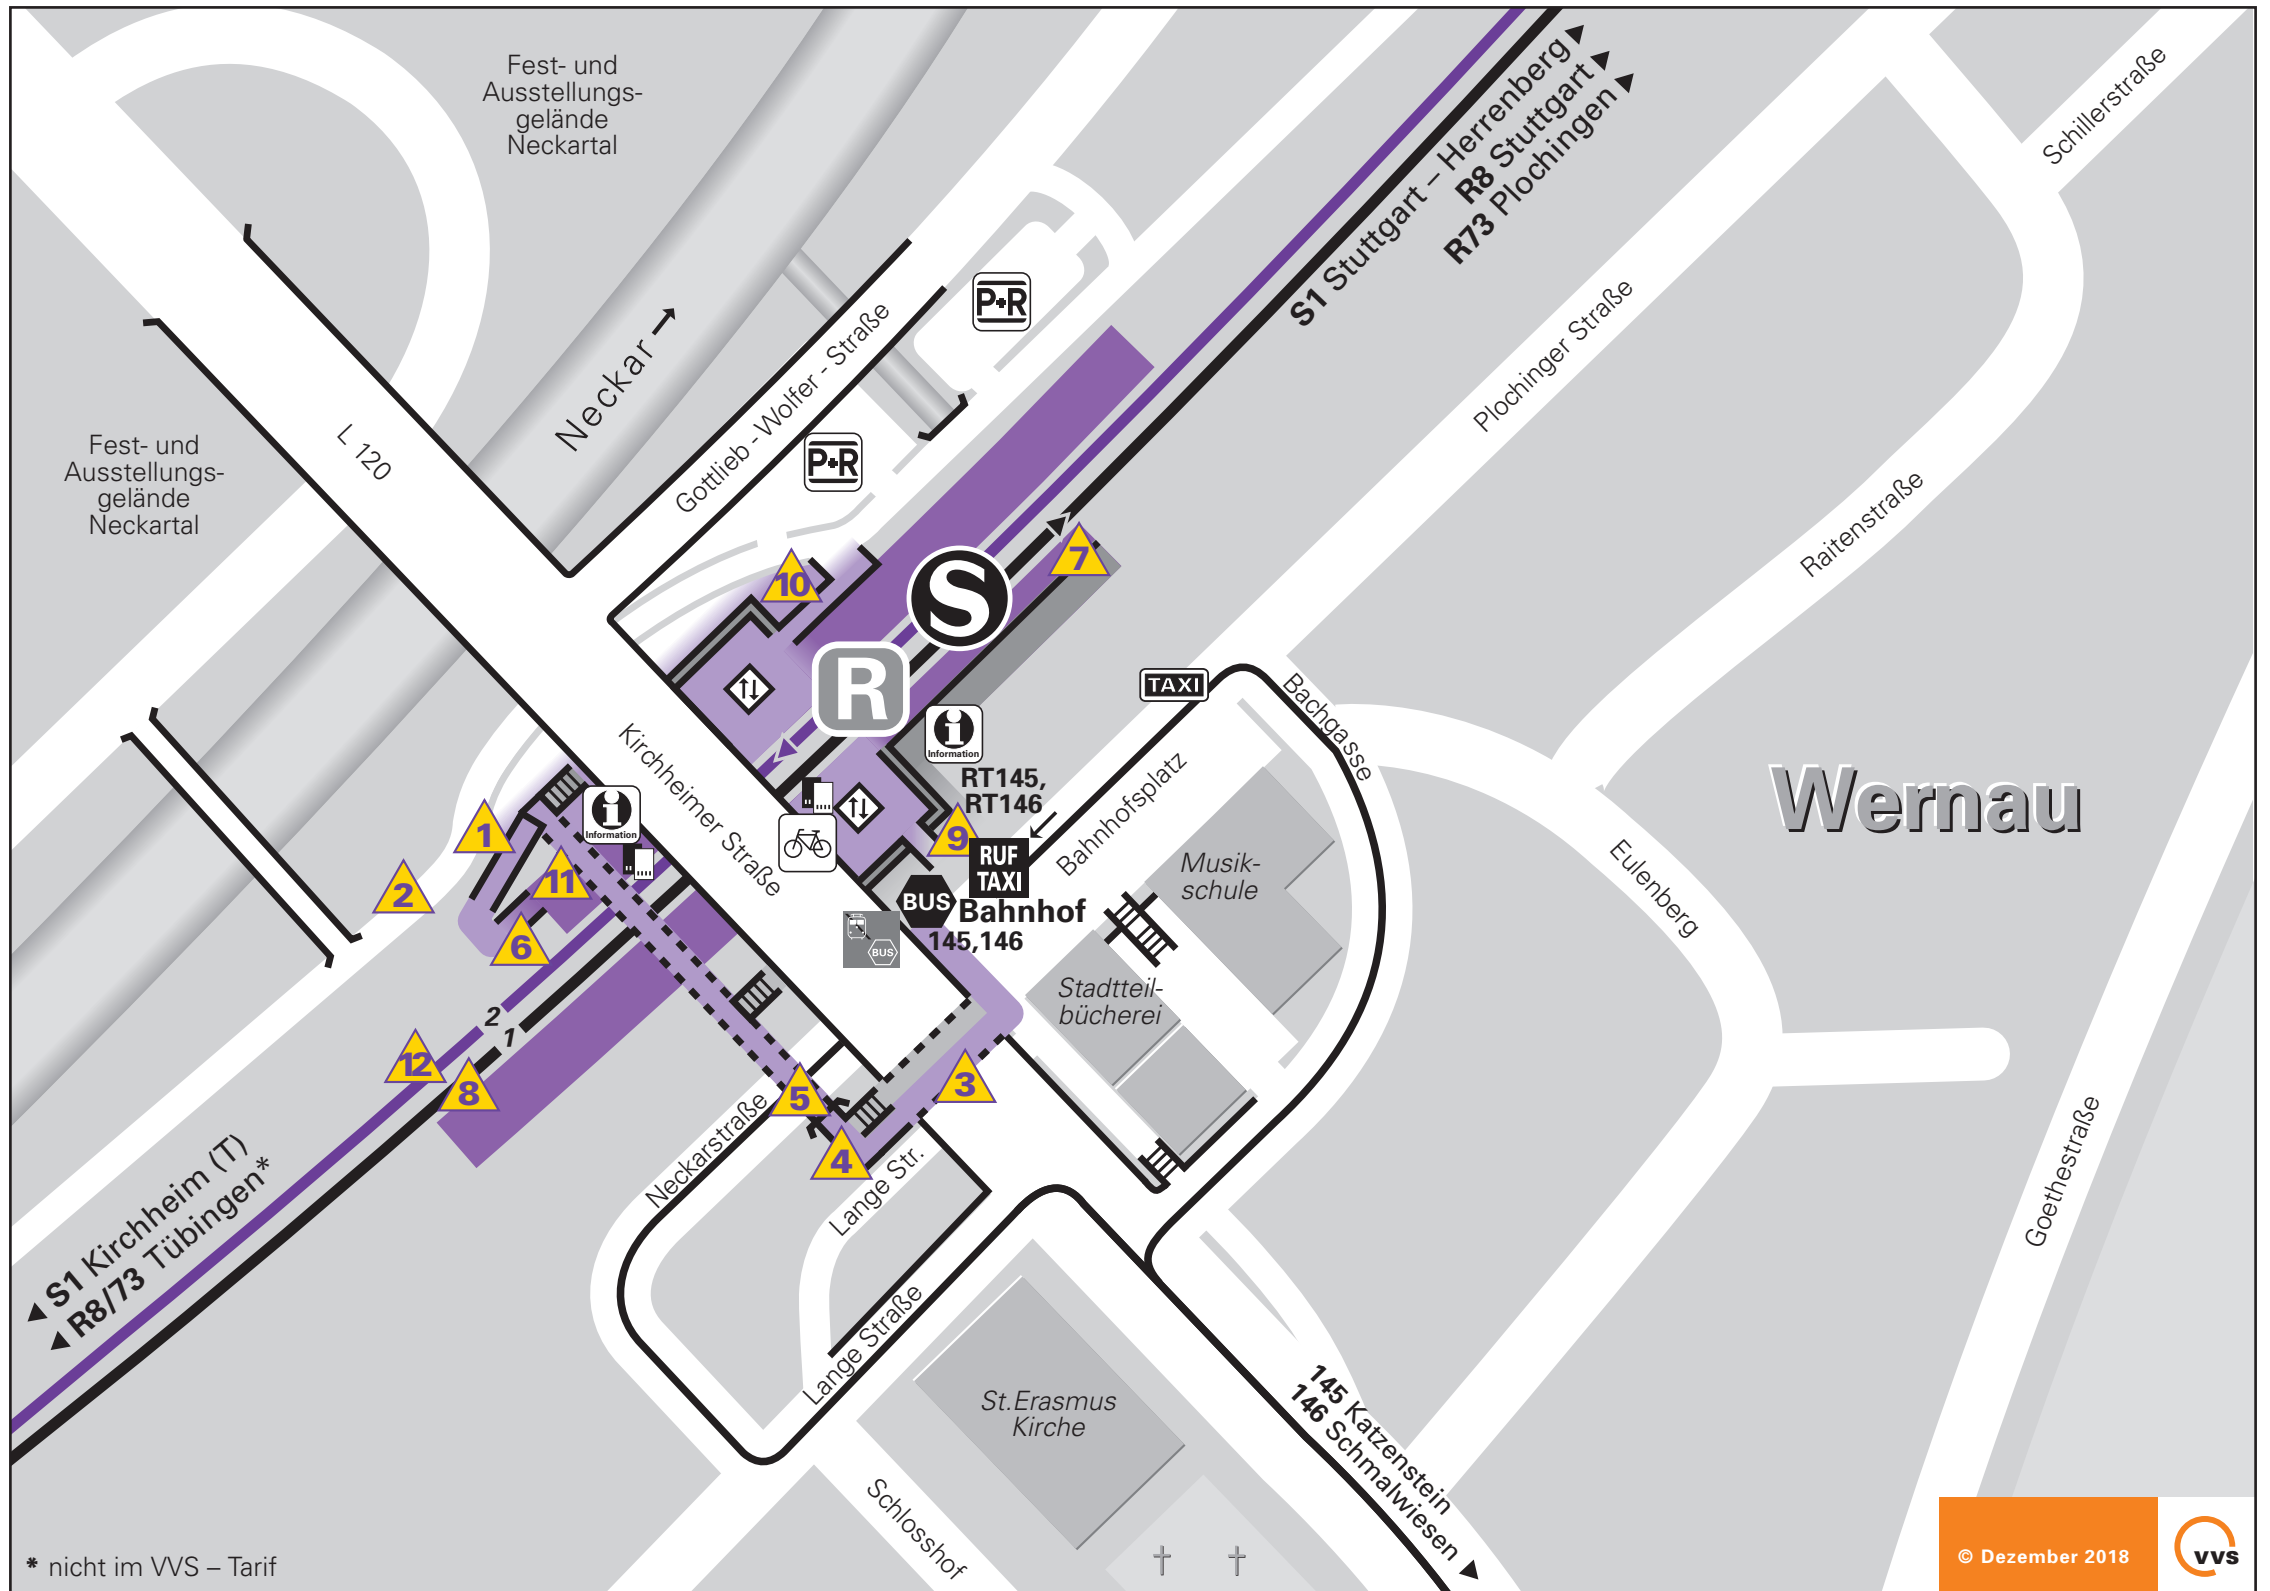 Fest- und
Ausstellungs-
gelände
Neckartal
Fest- und
Ausstellungs-
gelände
Neckartal
L 120
Neckar
Gottlieb - Wolfer - Straße
P+R
P+R
S1 Stuttgart – Herrenberg
R8 Stuttgart
R73 Plochingen
Schillerstraße
Plochinger Straße
Raitenstraße
Wernau
Eulenberg
Goethestraße
Bachgasse
TAXI
Bahnhofsplatz
S
R
7
10
i
Information
RT145,
RT146
9
RUF
TAXI
BUS
Bahnhof
145,146
BUS
Kirchheimer Straße
i
Information
1
2
11
6
2
1
12
8
5
4
3
Musik-
schule
Stadtteil-
bücherei
Neckarstraße
Lange Str.
Lange Straße
S1 Kirchheim (T)
R8/73 Tübingen*
St.Erasmus
Kirche
Schlosshof
145 Katzenstein
146 Schmalwiesen
* nicht im VVS – Tarif
© Dezember 2018
vvs